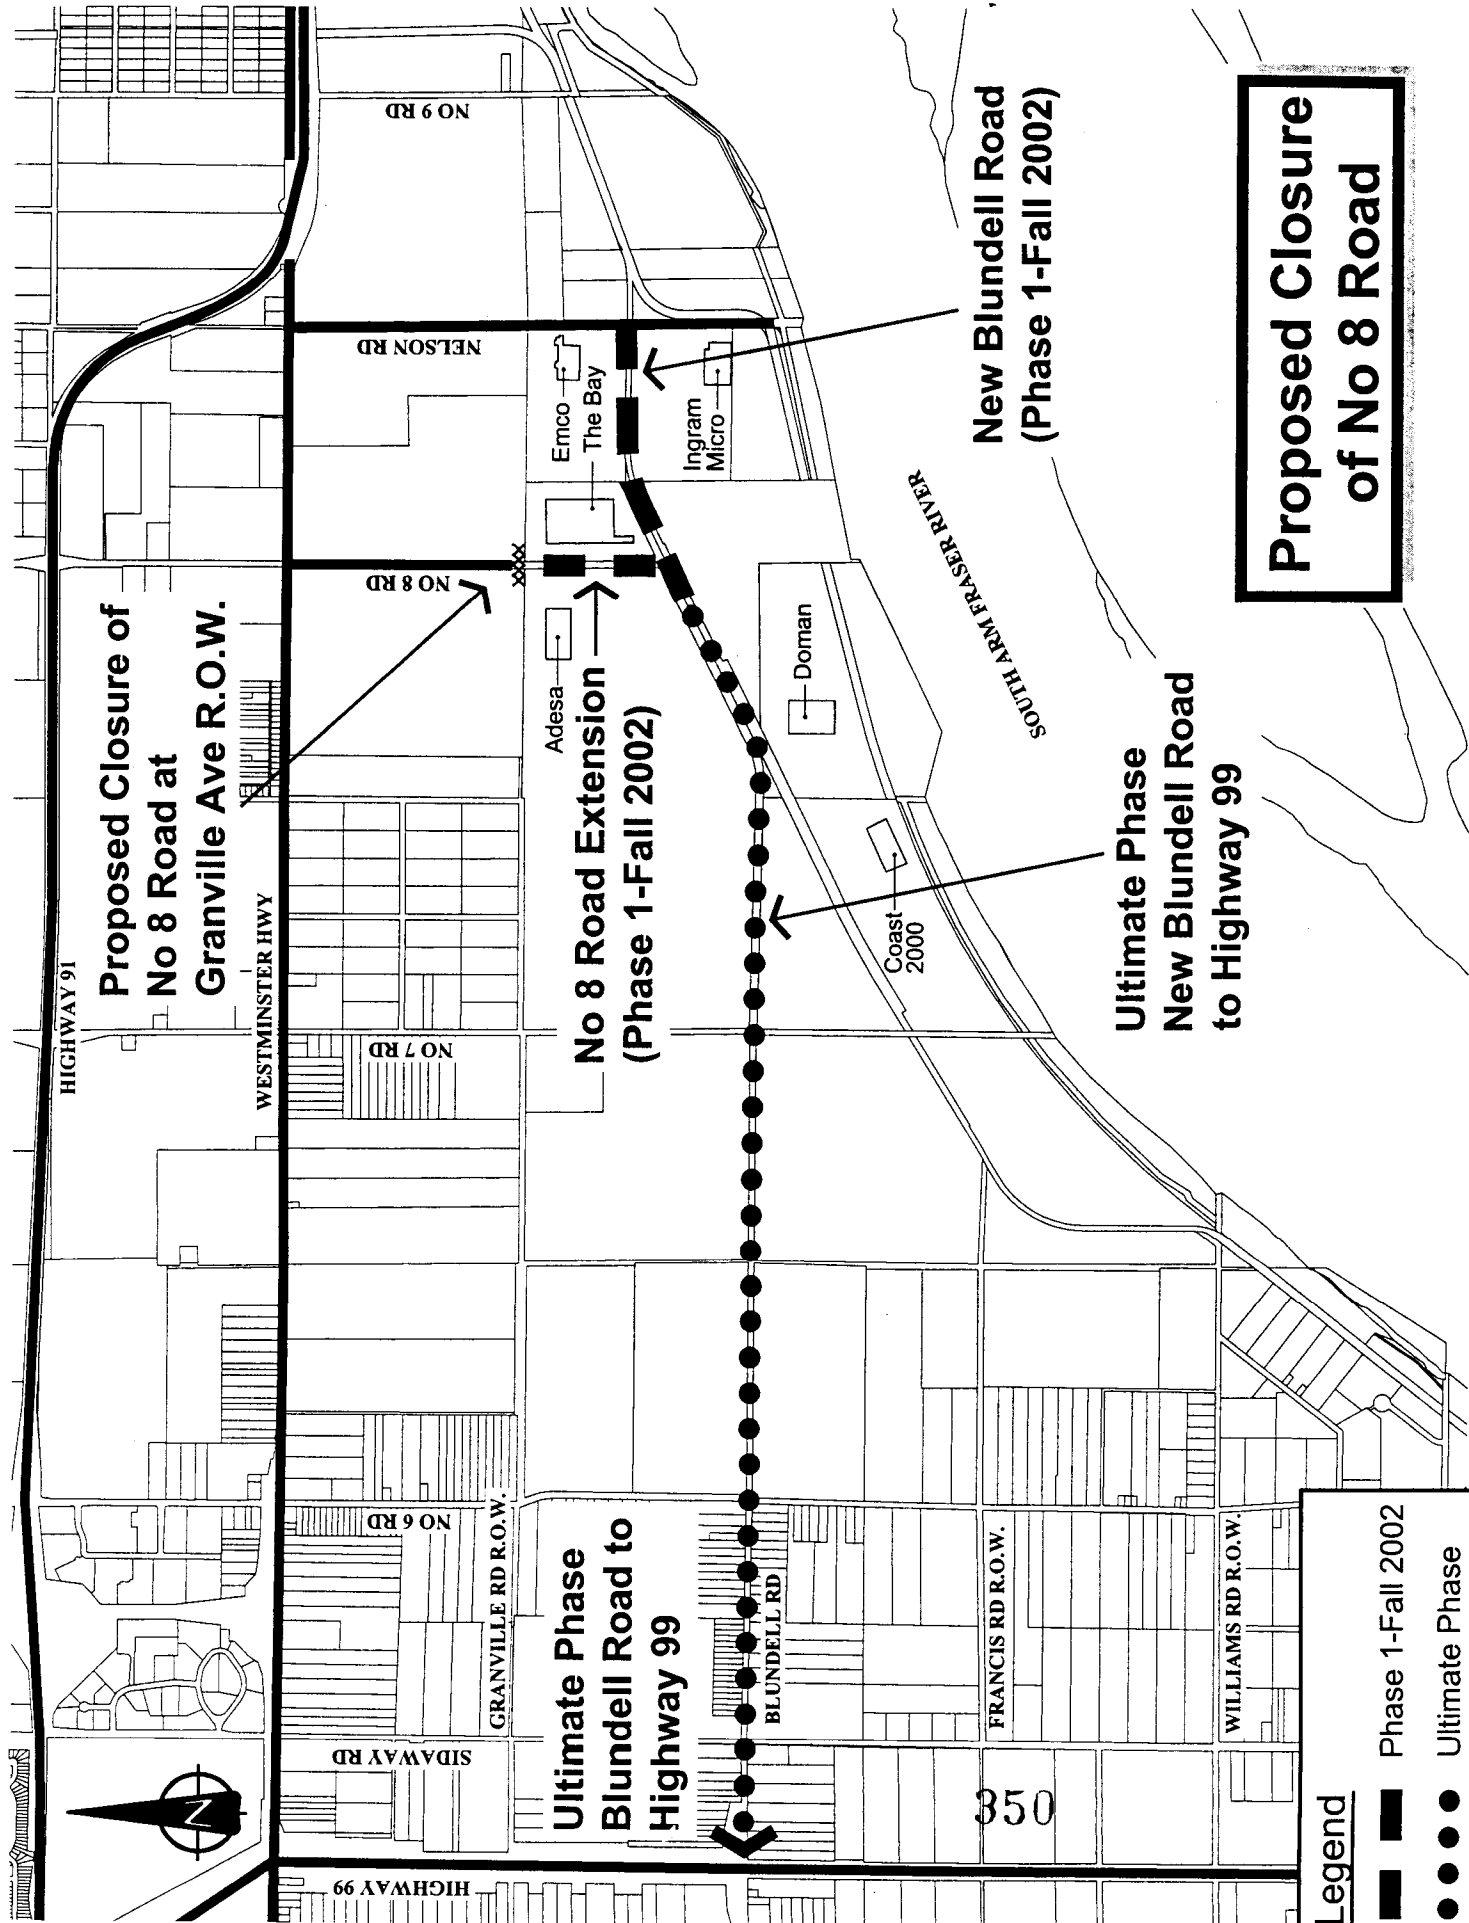 HIGHWAY 91
Proposed Closure of
No 8 Road at
Granville Ave R.O.W.
WESTMINSTER HWY
NO 9 RD
NELSON RD
NO 8 RD
NO 7 RD
NO 6 RD
SIDAWAY RD
HIGHWAY 99
GRANVILLE RD R.O.W.
Emco
The Bay
Adesa
Ingram
Micro
No 8 Road Extension
(Phase 1-Fall 2002)
New Blundell Road
(Phase 1-Fall 2002)
Ultimate Phase
Blundell Road to
Highway 99
BLUNDELL RD
Doman
Coast
2000
SOUTH ARM FRASER RIVER
Ultimate Phase
New Blundell Road
to Highway 99
FRANCIS RD R.O.W.
WILLIAMS RD R.O.W.
350
N
Legend
Phase 1-Fall 2002
Ultimate Phase
Proposed Closure
of No 8 Road